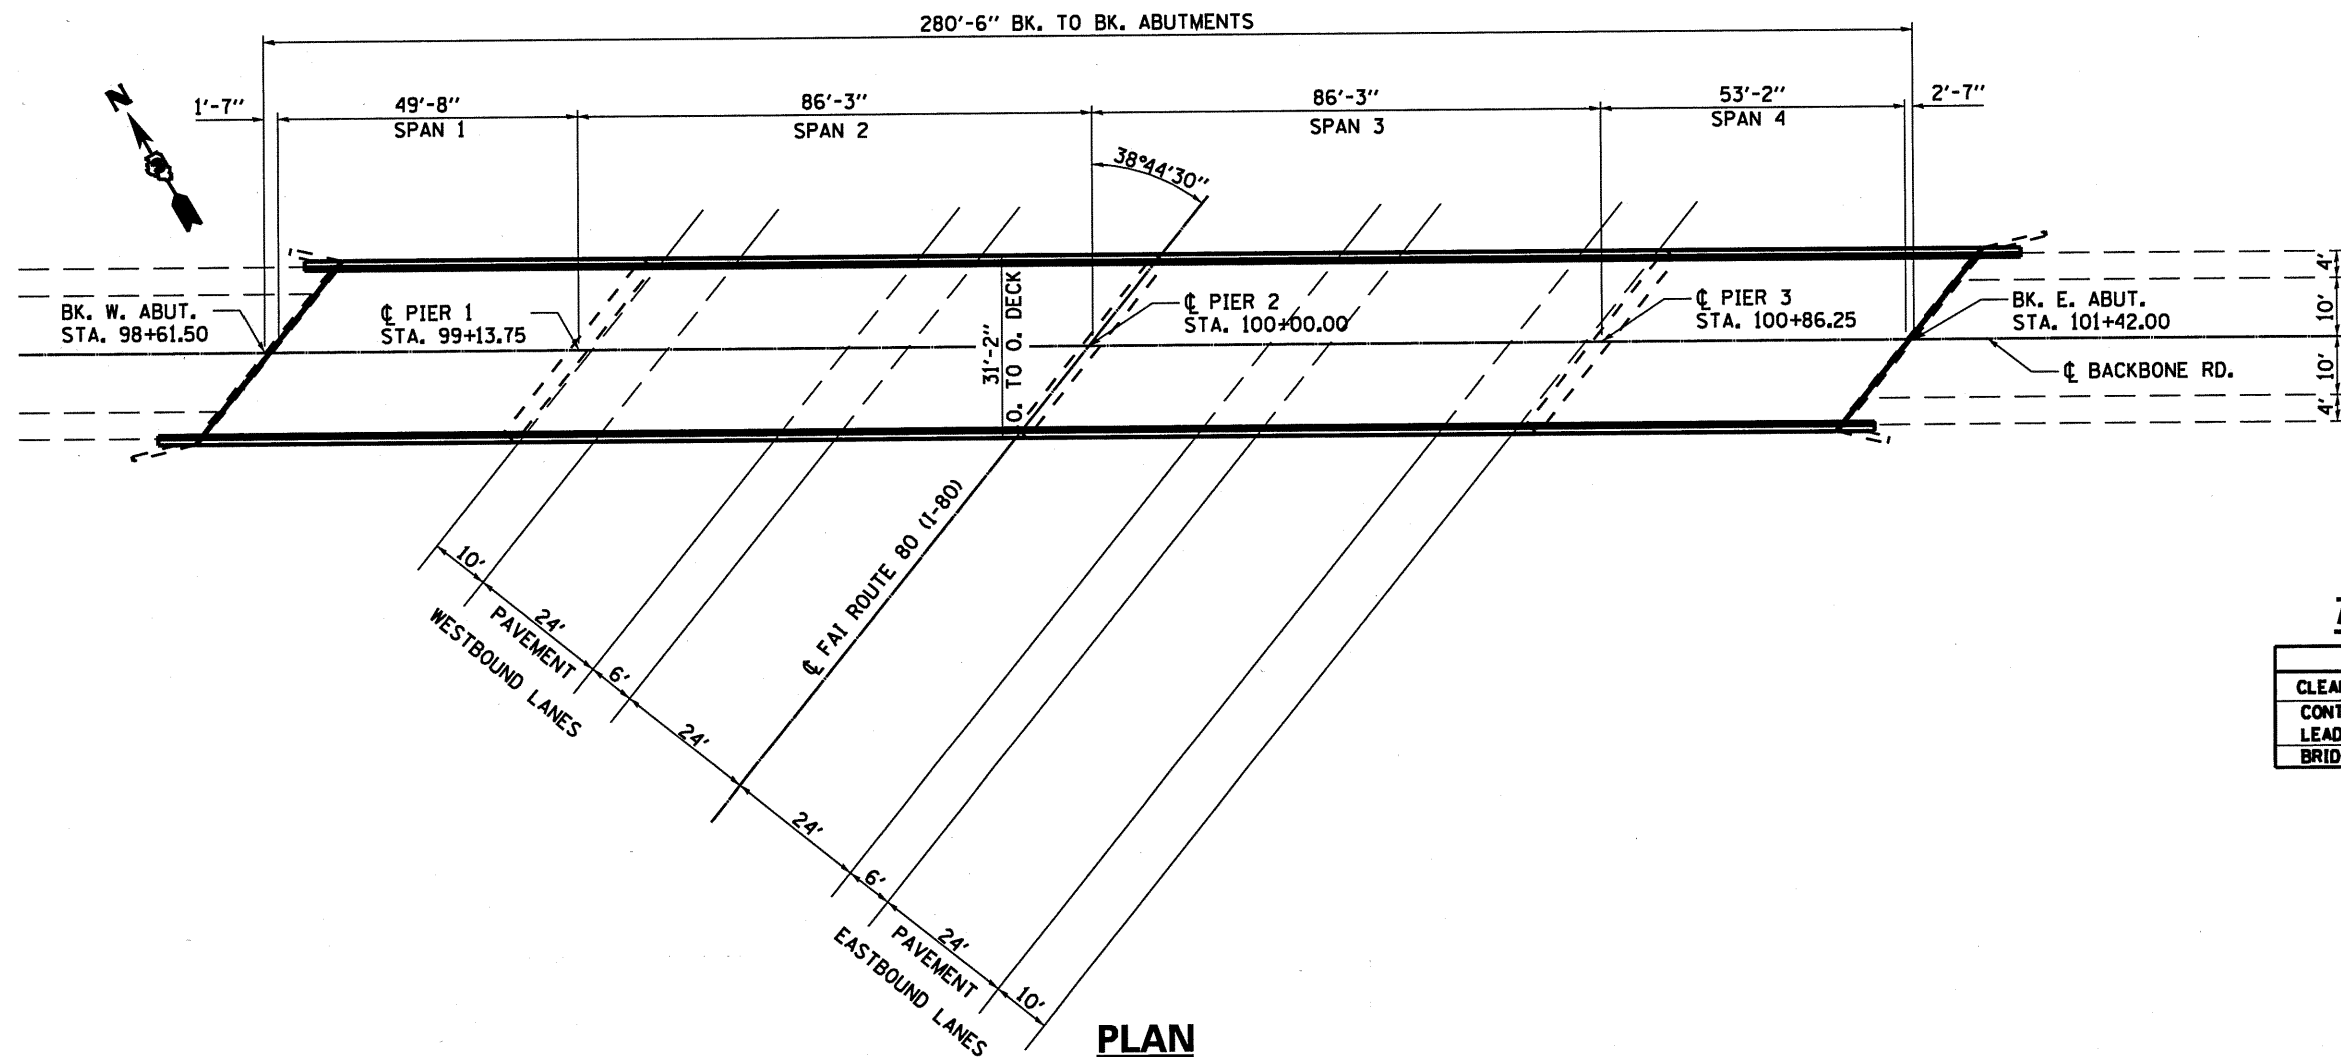 280'-6" BK. TO BK. ABUTMENTS
N
1'-7"
49'-8"
SPAN 1
86'-3"
SPAN 2
86'-3"
SPAN 3
53'-2"
SPAN 4
2'-7"
38°44'30"
BK. W. ABUT.
STA. 98+61.50
℄ PIER 1
STA. 99+13.75
31'-2"
O. TO O. DECK
℄ PIER 2
STA. 100+00.00
℄ PIER 3
STA. 100+86.25
BK. E. ABUT.
STA. 101+42.00
4'
10'
10'
4'
℄ BACKBONE RD.
℄ FAI ROUTE 80 (I-80)
10'
24'
PAVEMENT
WESTBOUND LANES
6'
24'
24'
6'
24'
PAVEMENT
EASTBOUND LANES
10'
CLEA
CONT
LEAD
BRID
PLAN